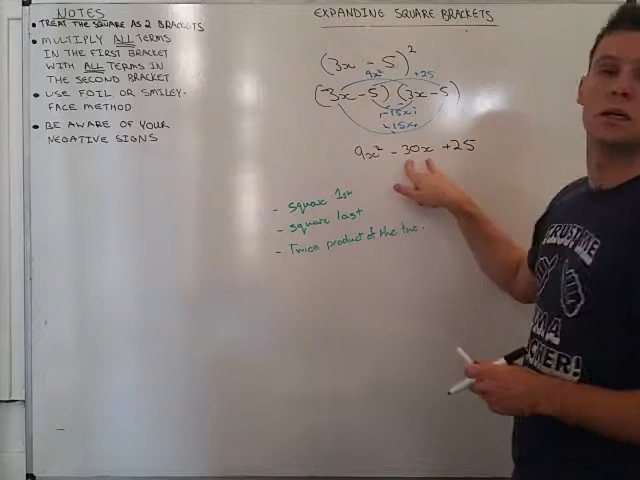 NOTES
• TREAT THE SQUARE AS 2 BRACKETS
• MULTIPLY ALL TERMS
IN THE FIRST BRACKET
WITH ALL TERMS IN
THE SECOND BRACKET
• USE FOIL OR SMILEY-
FACE METHOD
• BE AWARE OF YOUR
NEGATIVE SIGNS
EXPANDING SQUARE BRACKETS
(3x - 5)²
9x² +25
(3x - 5) (3x - 5)
-15x
-15x
9x² - 30x + 25
- square 1st
- square last
- Twice product of the two.
TRUST ME
I'M A
TEACHER!